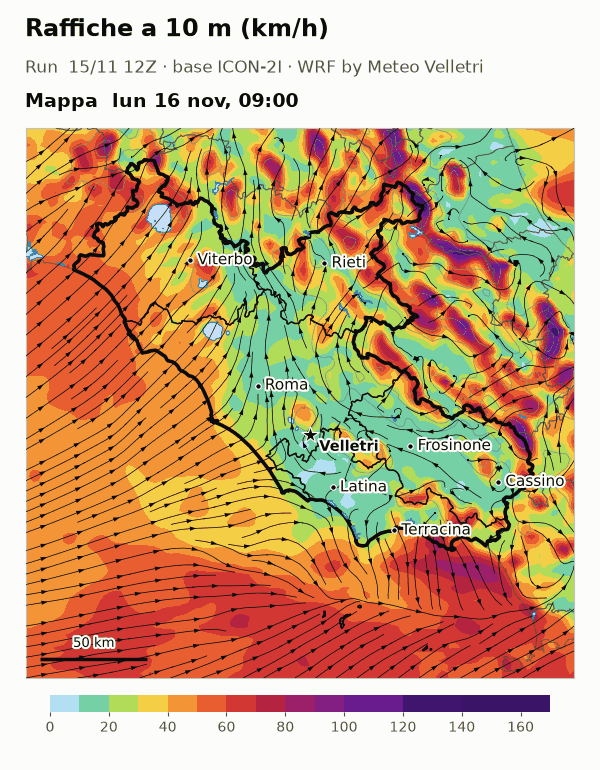 Raffiche a 10 m (km/h)
Run  15/11 12Z · base ICON-2I · WRF by Meteo Velletri
Mappa  lun 16 nov, 09:00
Viterbo
Rieti
Roma
Velletri
Frosinone
Cassino
Latina
Terracina
50 km
0 20 40 60 80 100 120 140 160